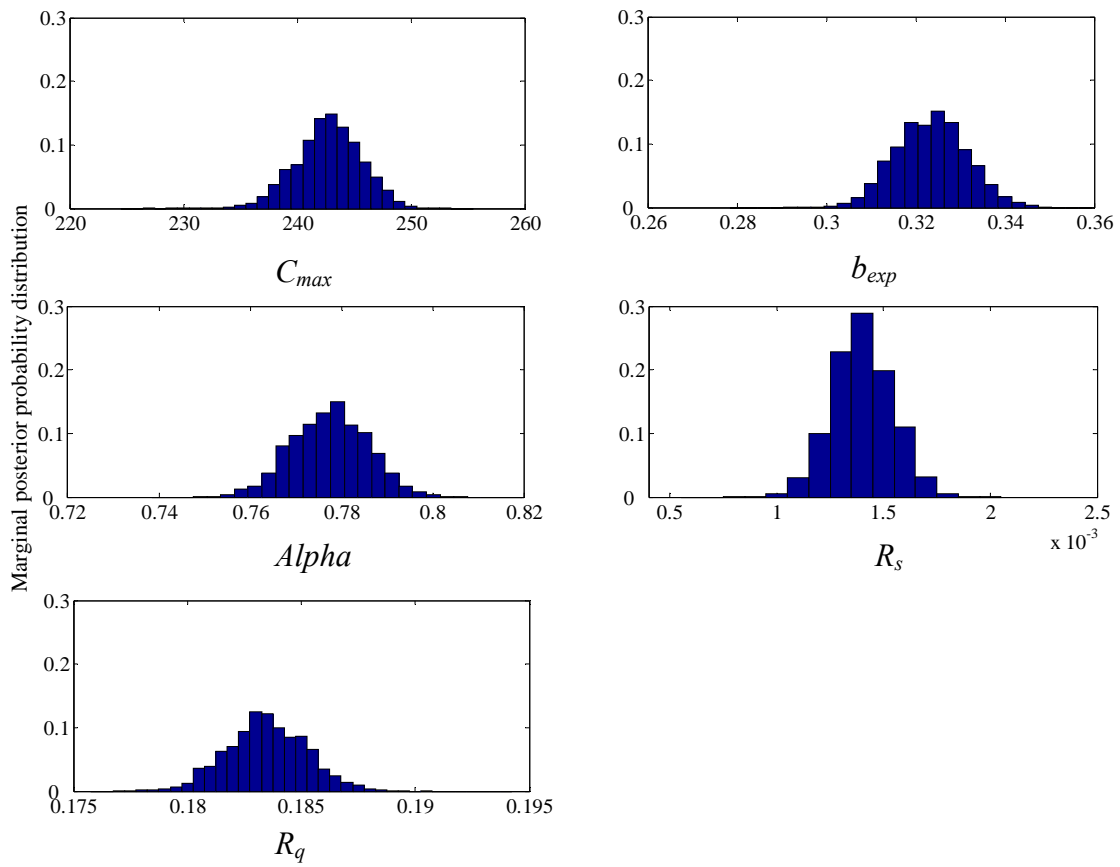 Marginal posterior probability distribution
0.3
0.2
0.1
0
220 230 240 250 260
C_max
0.3
0.2
0.1
0
0.26 0.28 0.3 0.32 0.34 0.36
b_exp
0.3
0.2
0.1
0
0.72 0.74 0.76 0.78 0.8 0.82
Alpha
0.3
0.2
0.1
0
0.5 1 1.5 2 2.5
x 10^-3
R_s
0.3
0.2
0.1
0
0.175 0.18 0.185 0.19 0.195
R_q